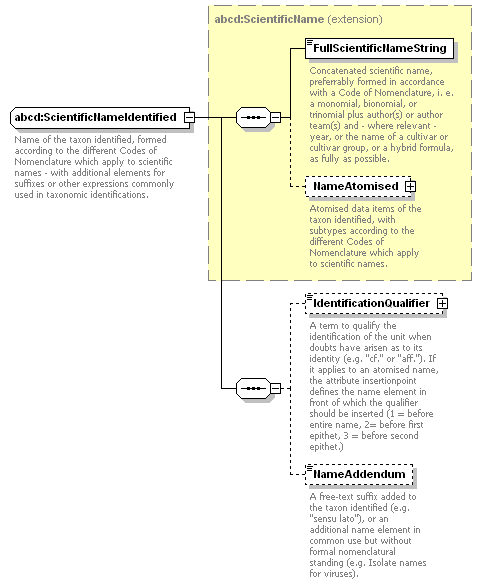 abcd:ScientificName (extension)
FullScientificNameString
Concatenated scientific name,
preferrably formed in accordance
with a Code of Nomenclature, i. e.
a monomial, bionomial, or
trinomial plus author(s) or author
team(s) and - where relevant -
year, or the name of a cultivar or
cultivar group, or a hybrid formula,
as fully as possible.
abcd:ScientificNameIdentified
Name of the taxon identified, formed
according to the different Codes of
Nomenclature which apply to scientific
names - with additional elements for
suffixes or other expressions commonly
used in taxonomic identifications.
NameAtomised
Atomised data items of the
taxon identified, with
subtypes according to the
different Codes of
Nomenclature which apply
to scientific names.
IdentificationQualifier
A term to qualify the
identification of the unit when
doubts have arisen as to its
identity (e.g. "cf." or "aff."). If
it applies to an atomised name,
the attribute insertionpoint
defines the name element in
front of which the qualifier
should be inserted (1 = before
entire name, 2= before first
epithet, 3 = before second
epithet.)
NameAddendum
A free-text suffix added to
the taxon identified (e.g.
"sensu lato"), or an
additional name element in
common use but without
formal nomenclatural
standing (e.g. Isolate names
for viruses).